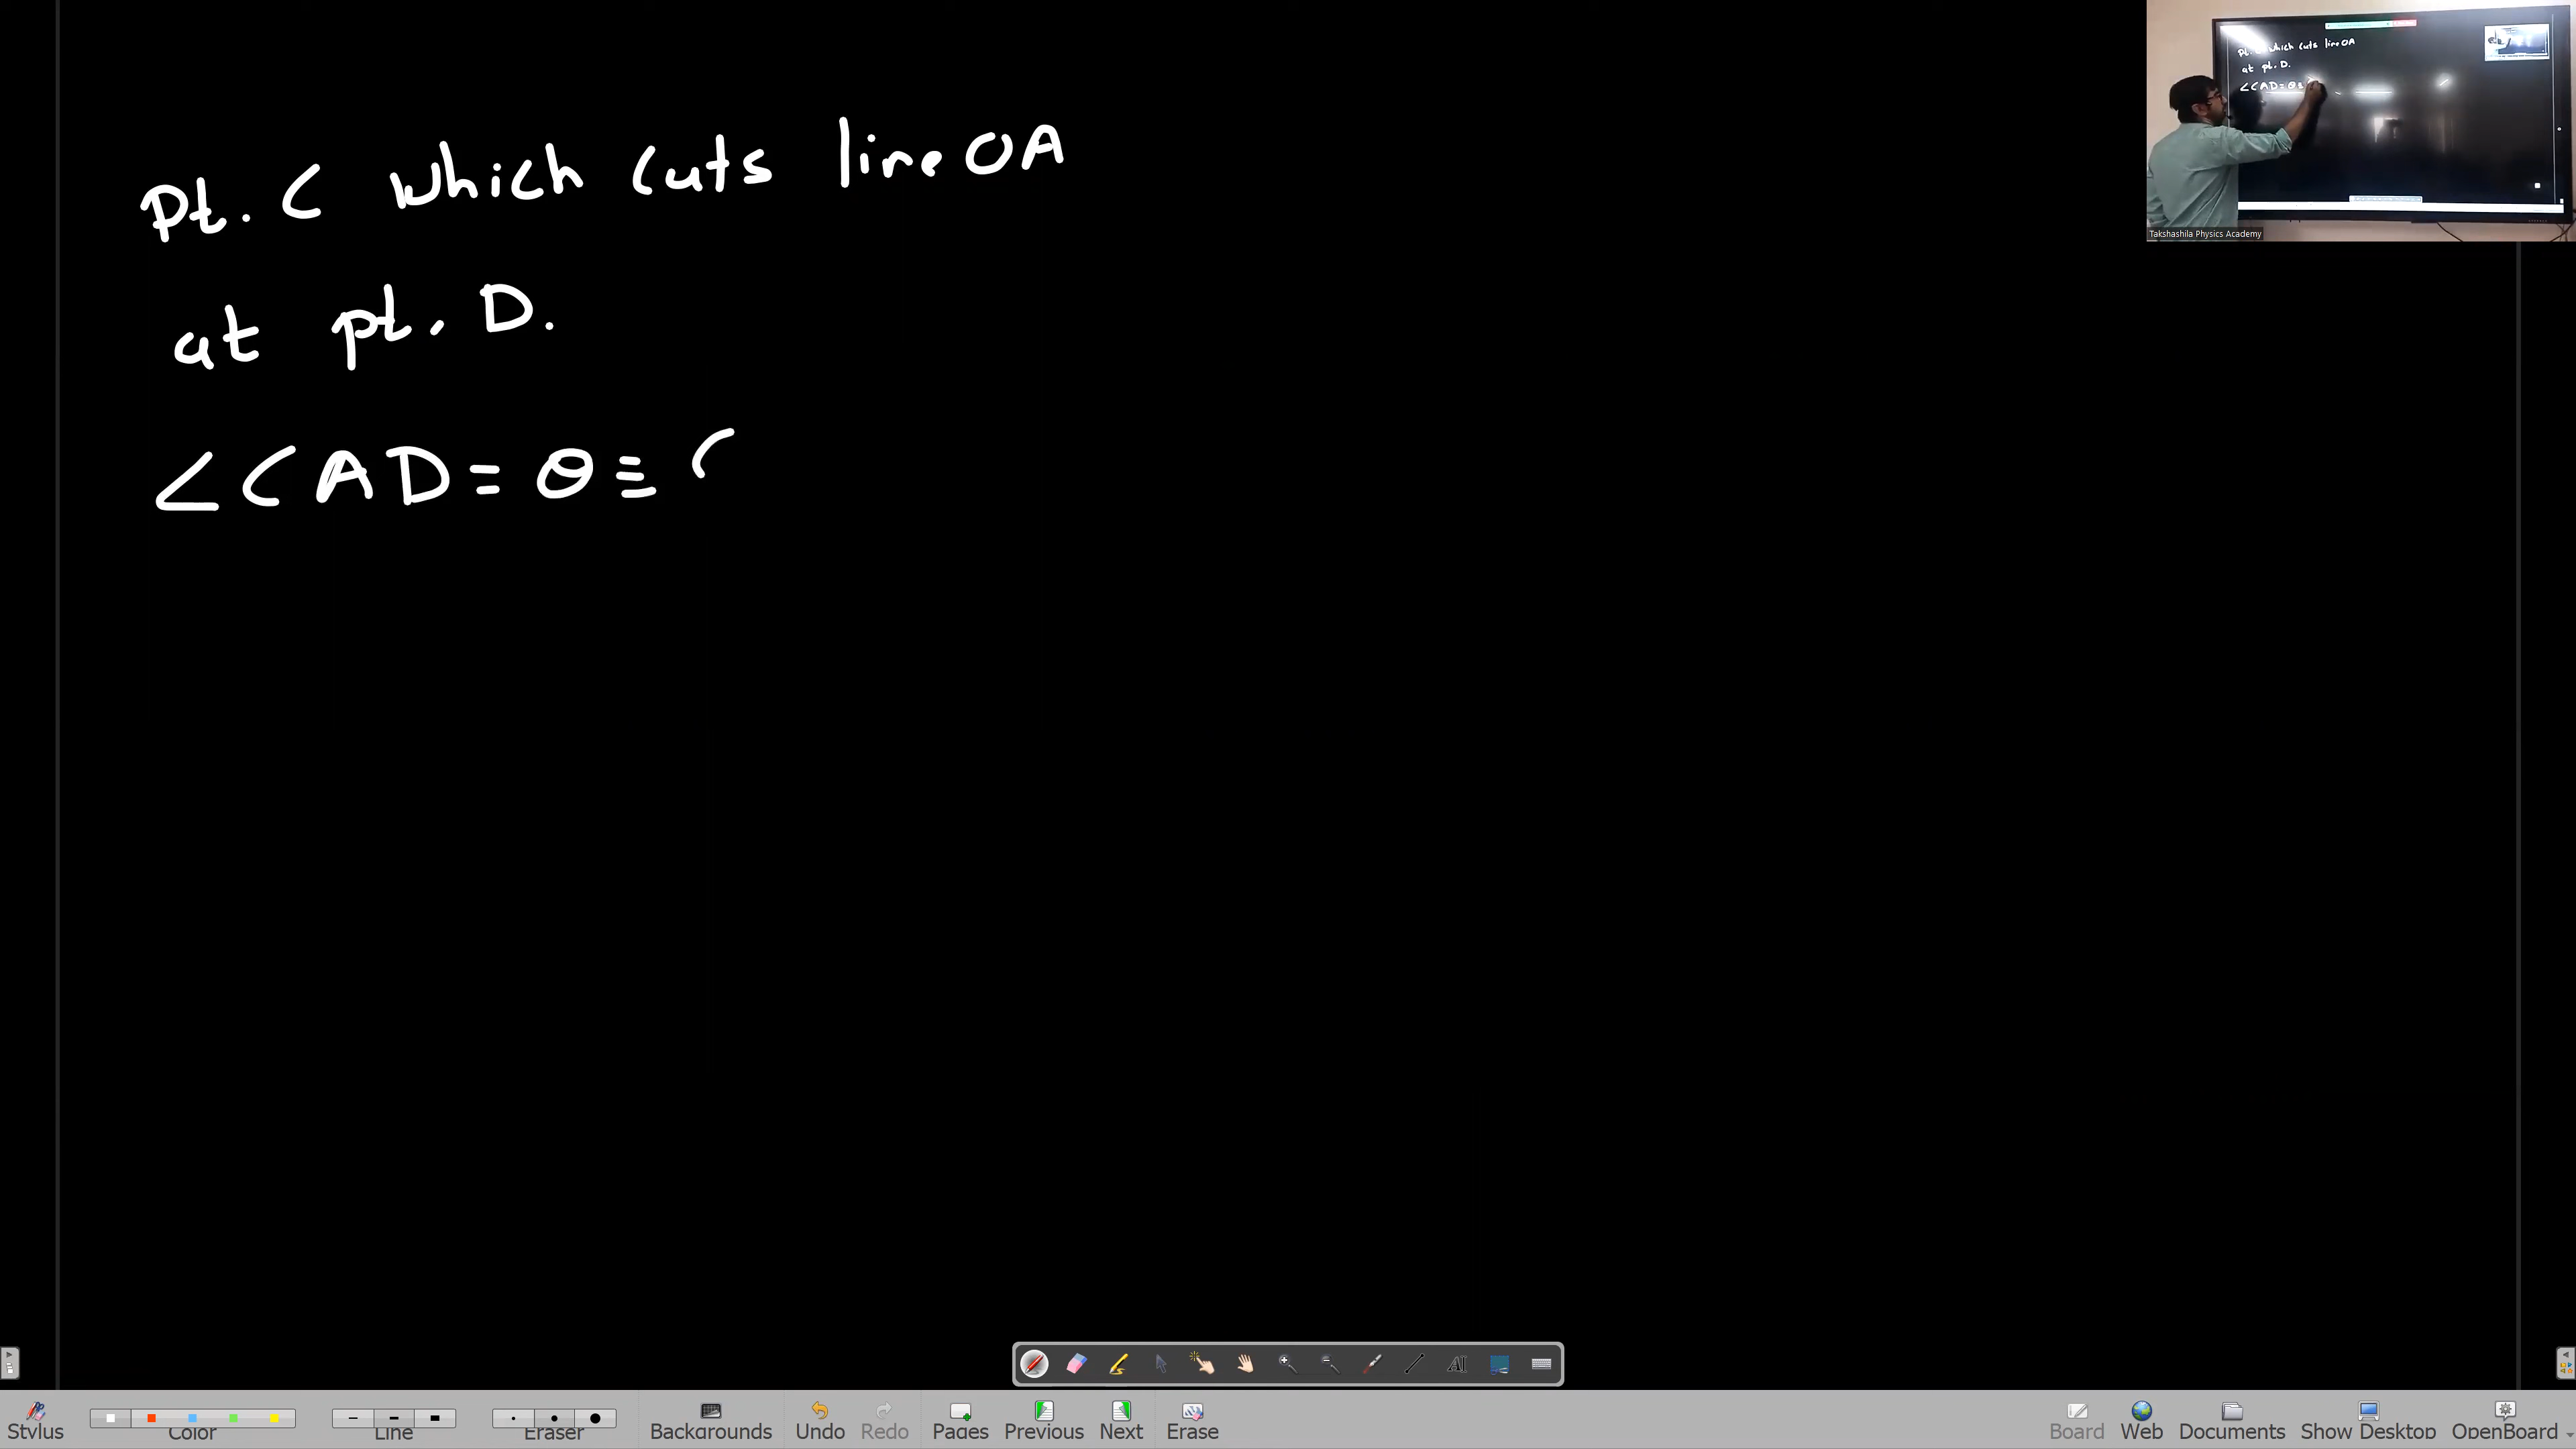 Pt. C which cuts line OA
at pt. D.
∠CAD = θ ≡ (
Takshashila Physics Academy
Stylus Color Line Eraser Backgrounds Undo Redo Pages Previous Next Erase Board Web Documents Show Desktop OpenBoard